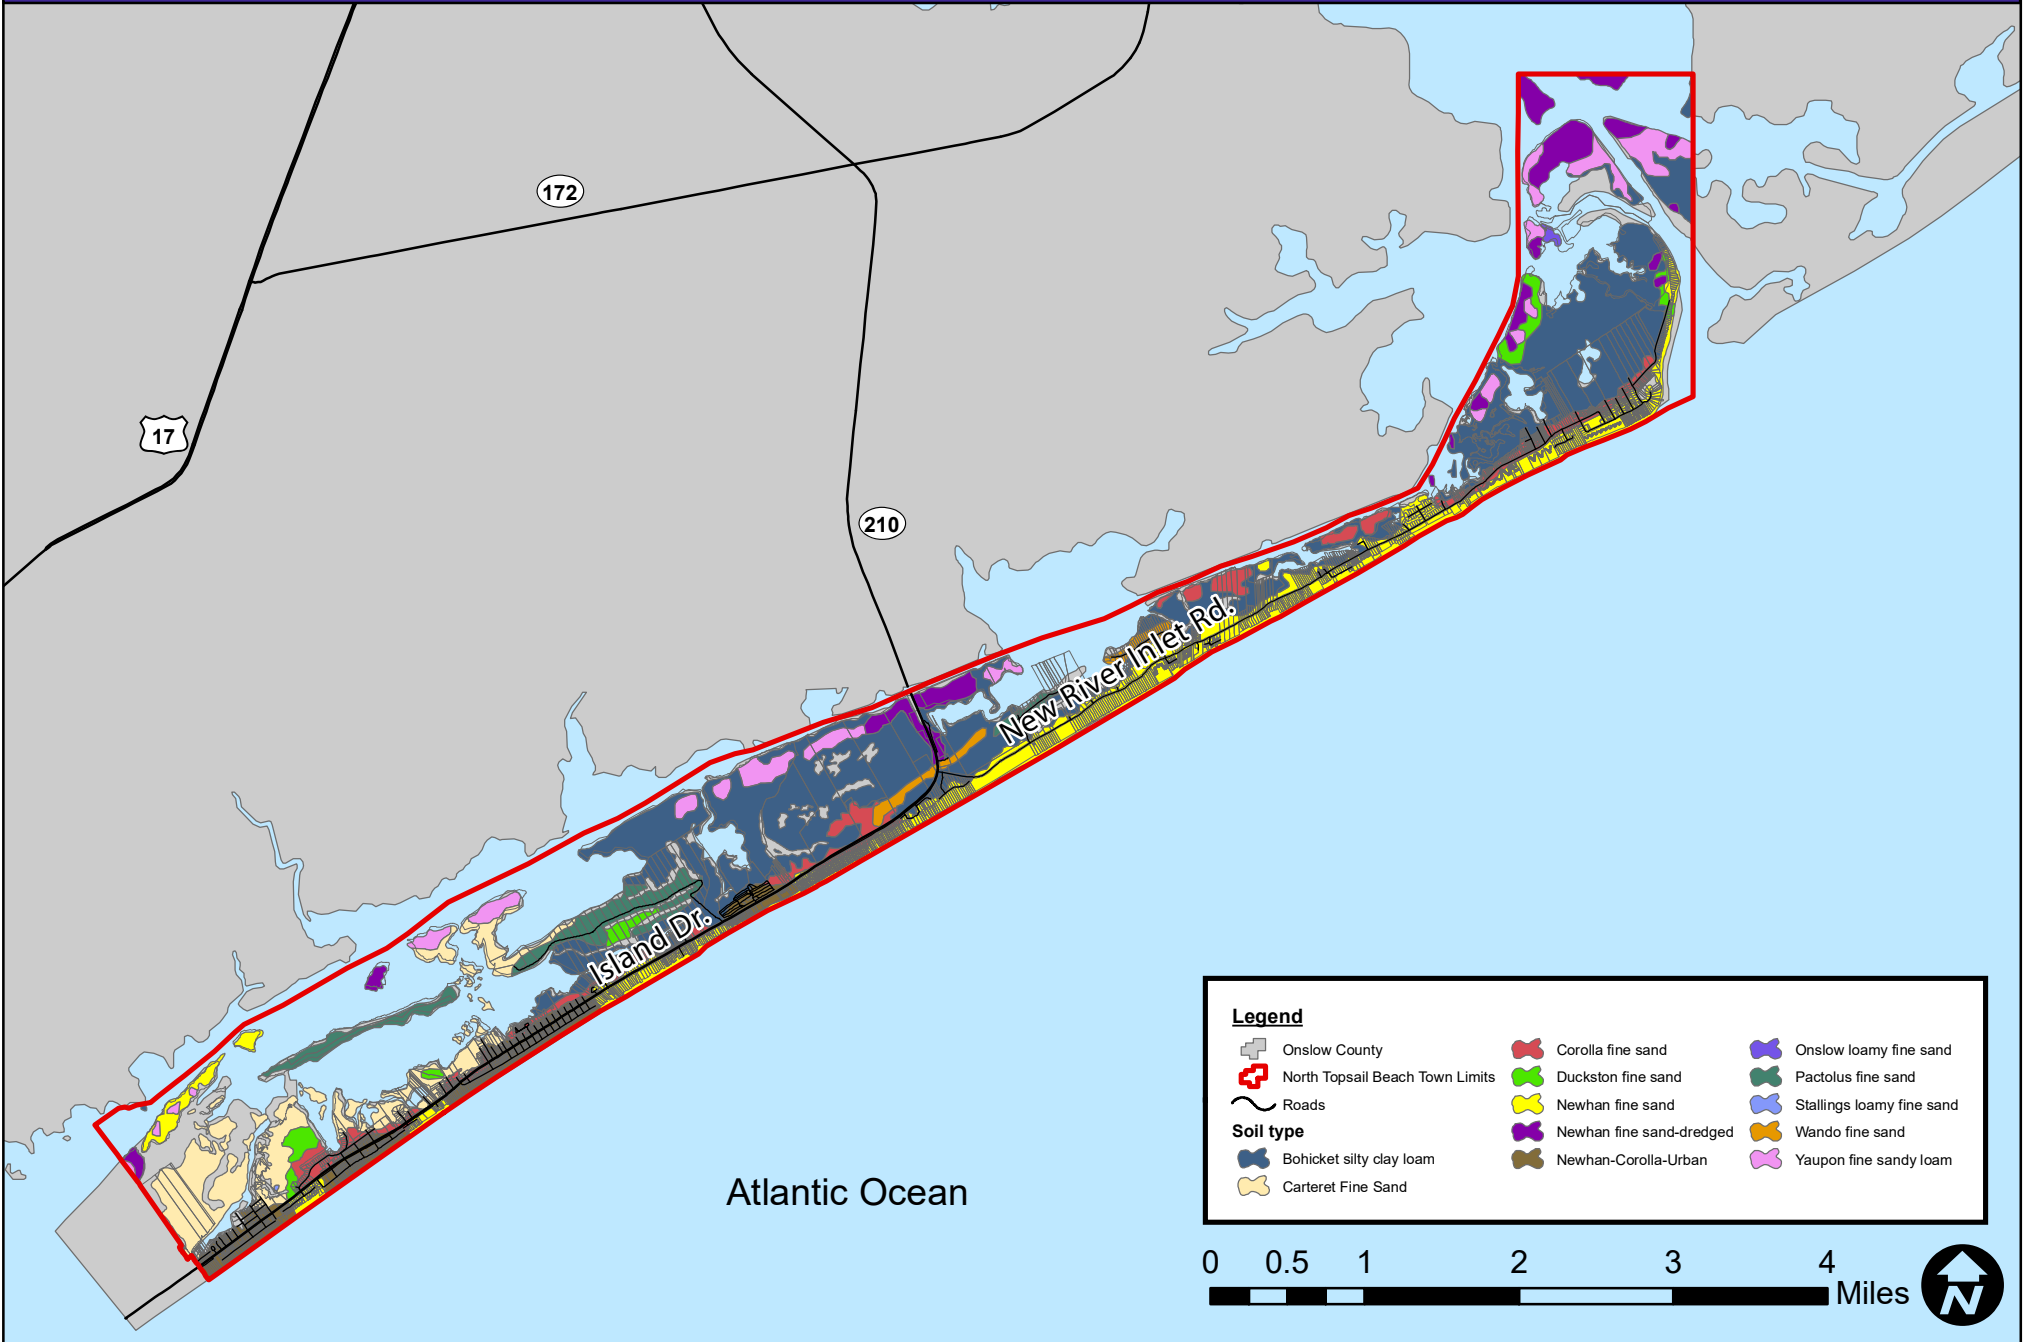 172
17
210
New River Inlet Rd.
Island Dr.
Atlantic Ocean
Legend
Onslow County
North Topsail Beach Town Limits
Roads
Soil type
Bohicket silty clay loam
Carteret Fine Sand
Corolla fine sand
Duckston fine sand
Newhan fine sand
Newhan fine sand-dredged
Newhan-Corolla-Urban
Onslow loamy fine sand
Pactolus fine sand
Stallings loamy fine sand
Wando fine sand
Yaupon fine sandy loam
0 0.5 1 2 3 4
Miles
N